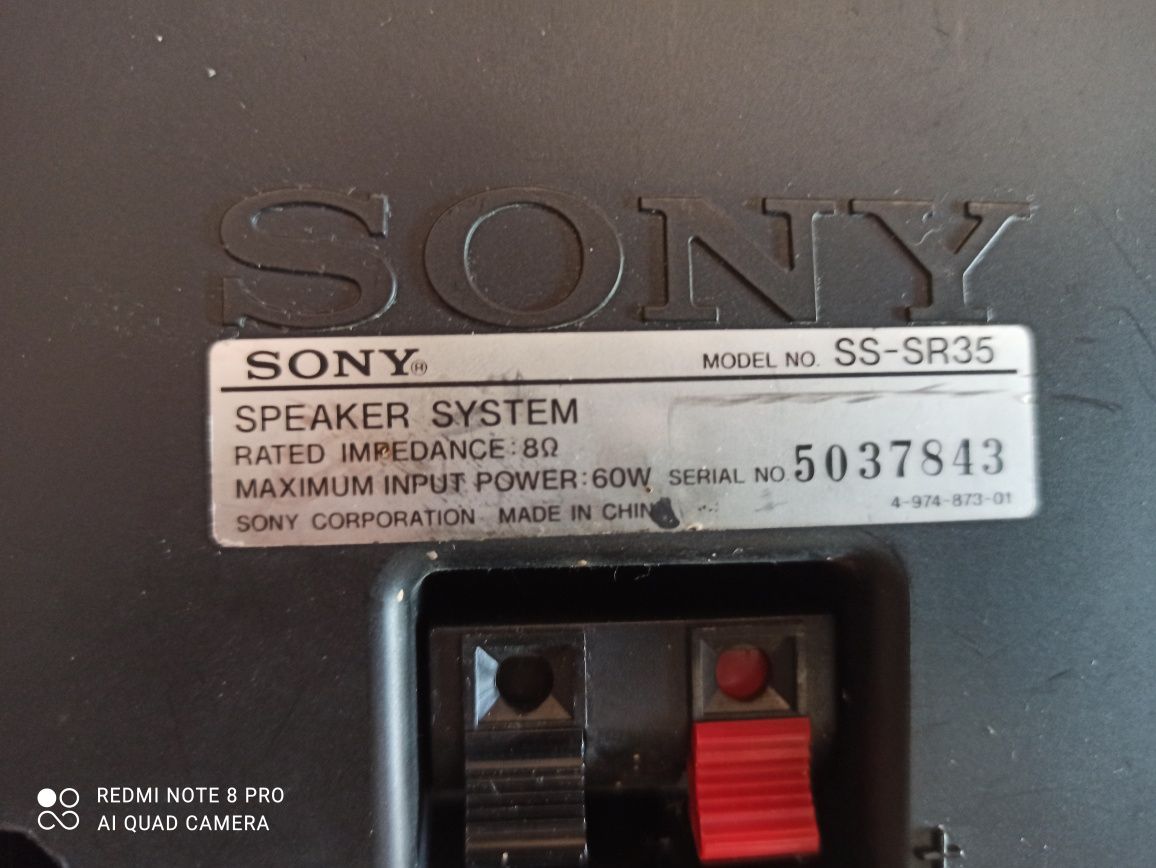 SONY
SONY® MODEL NO. SS-SR35
SPEAKER SYSTEM
RATED IMPEDANCE:8Ω
MAXIMUM INPUT POWER:60W SERIAL NO. 5037843
SONY CORPORATION MADE IN CHINA 4-974-873-01
+
REDMI NOTE 8 PRO
AI QUAD CAMERA